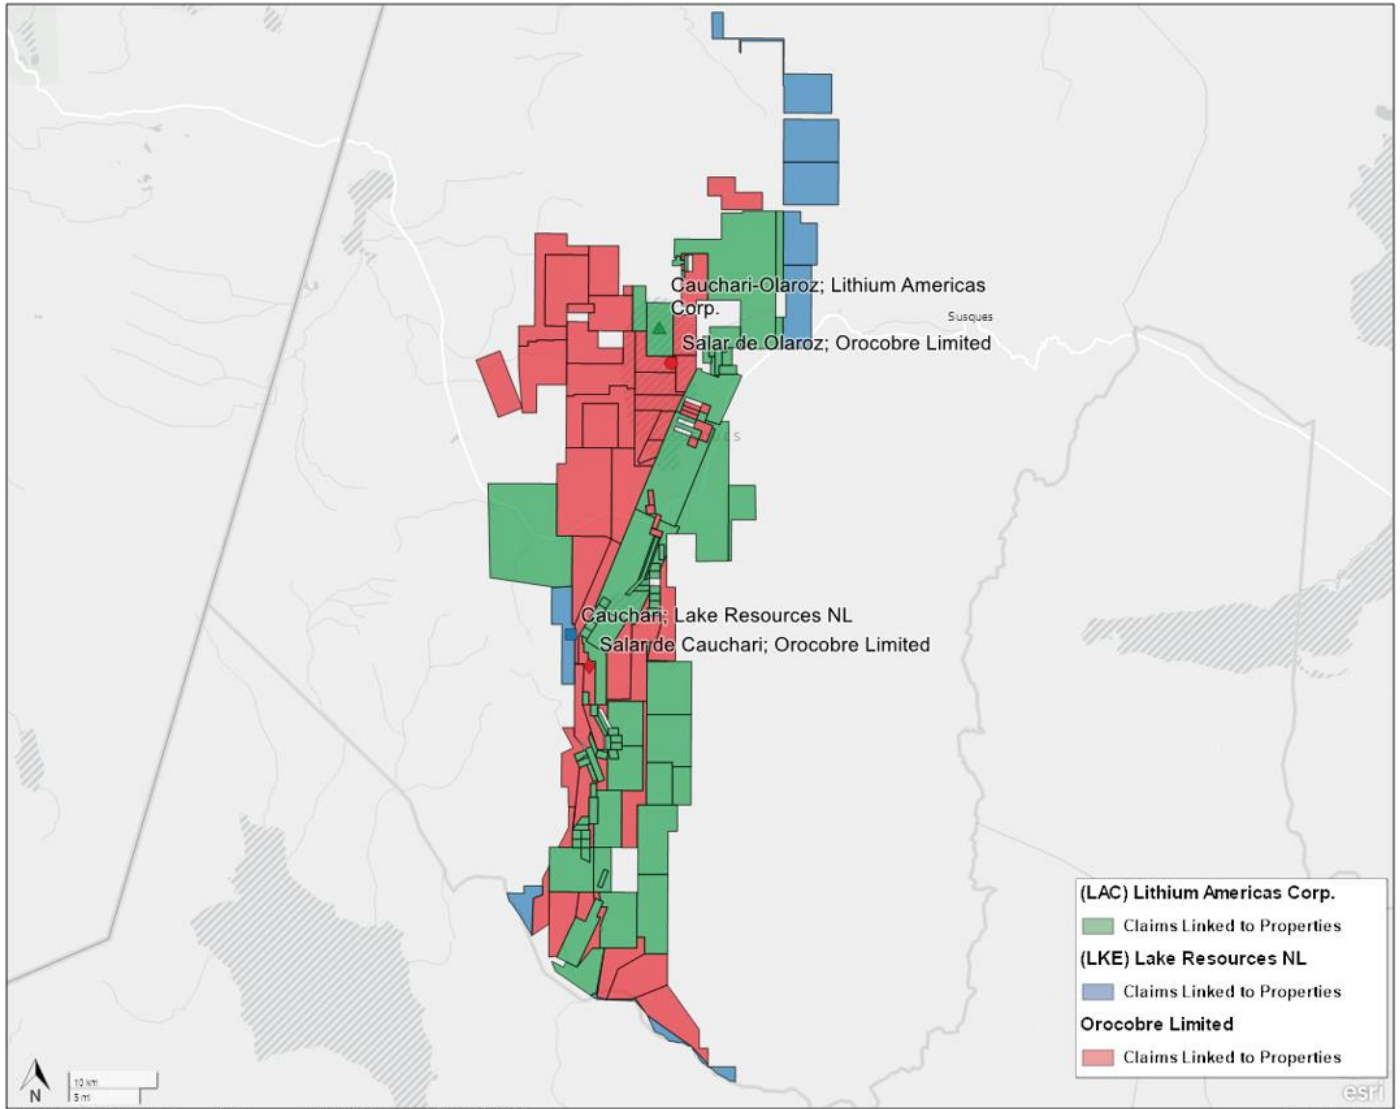 Cauchari-Olaroz; Lithium Americas
Corp.
Susques
Salar de Olaroz; Orocobre Limited
Cauchari; Lake Resources NL
Salar de Cauchari; Orocobre Limited
(LAC) Lithium Americas Corp.
Claims Linked to Properties
(LKE) Lake Resources NL
Claims Linked to Properties
Orocobre Limited
Claims Linked to Properties
N
10 km
5 mi
esri